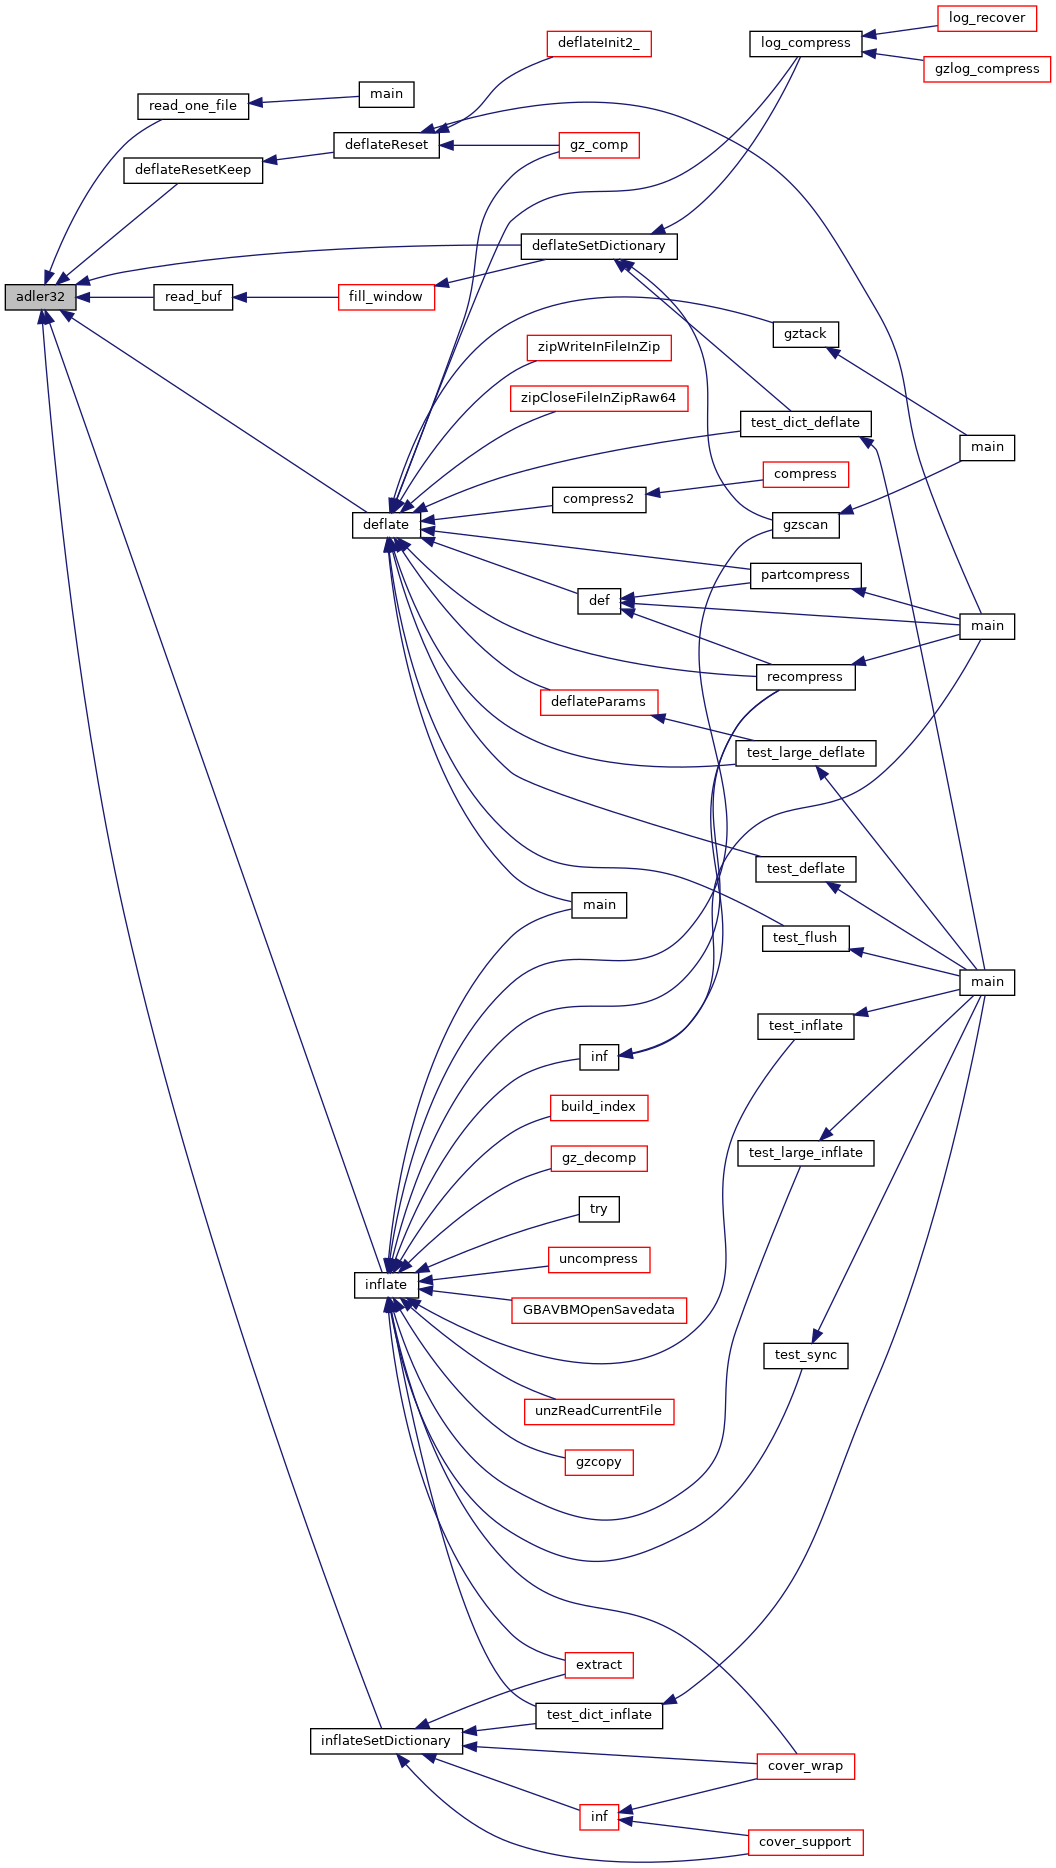 log_recover
deflateInit2_
log_compress
gzlog_compress
main
read_one_file
deflateReset
gz_comp
deflateResetKeep
deflateSetDictionary
adler32
read_buf
fill_window
gztack
zipWriteInFileInZip
zipCloseFileInZipRaw64
test_dict_deflate
main
compress
compress2
deflate
gzscan
partcompress
def
main
recompress
deflateParams
test_large_deflate
test_deflate
main
test_flush
main
test_inflate
inf
build_index
test_large_inflate
gz_decomp
try
uncompress
inflate
GBAVBMOpenSavedata
test_sync
unzReadCurrentFile
gzcopy
extract
test_dict_inflate
inflateSetDictionary
cover_wrap
inf
cover_support